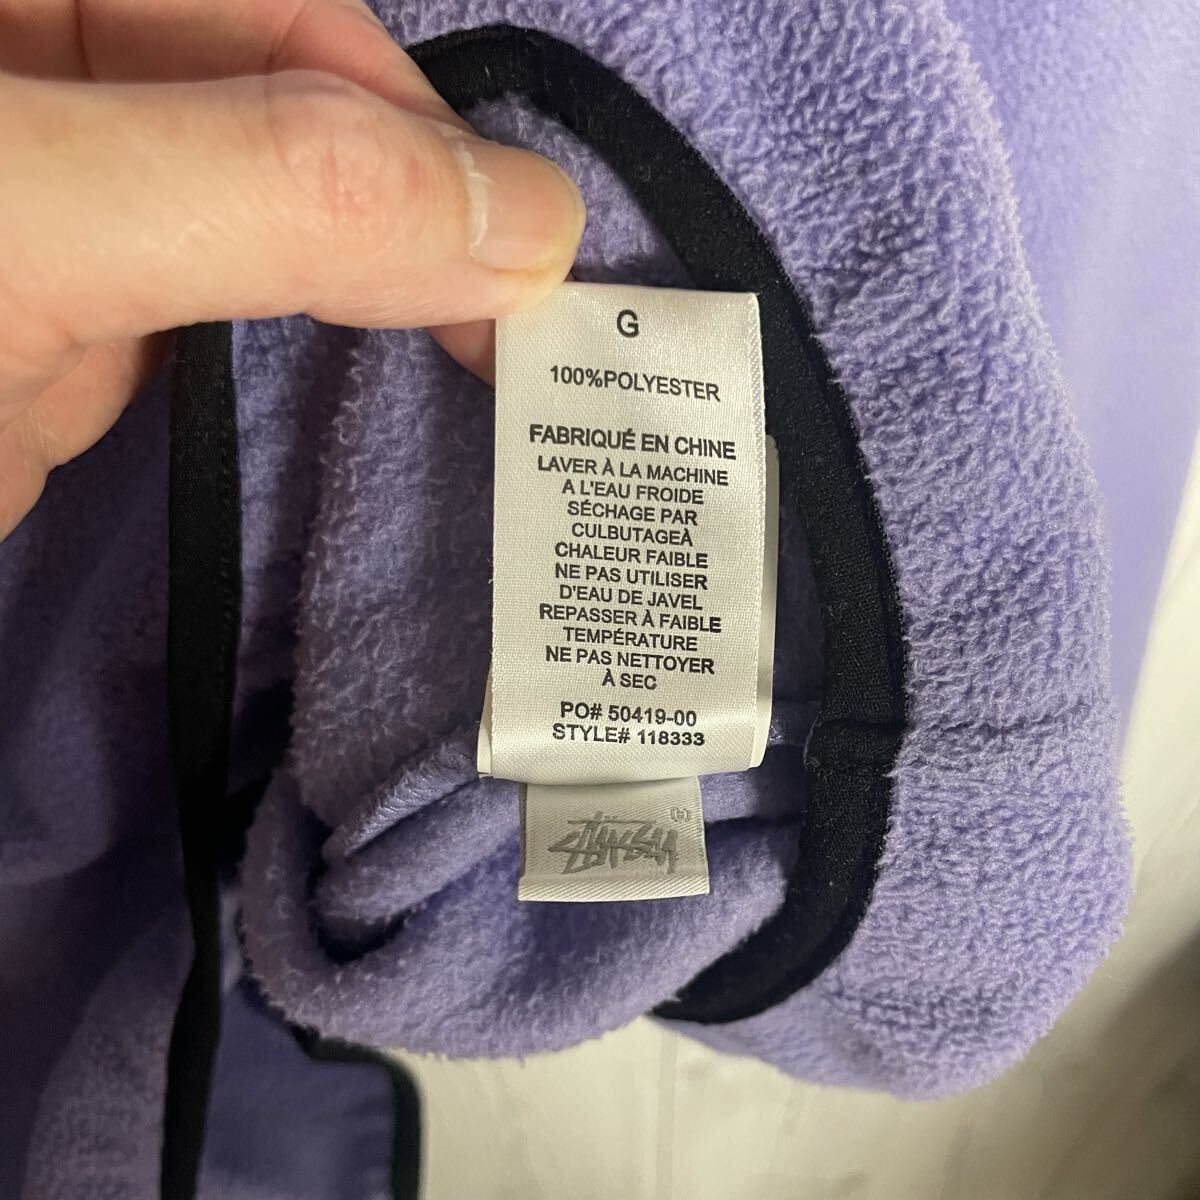 G
100%POLYESTER
FABRIQUÉ EN CHINE
LAVER À LA MACHINE
A L'EAU FROIDE
SÉCHAGE PAR
CULBUTAGEÀ
CHALEUR FAIBLE
NE PAS UTILISER
D'EAU DE JAVEL
REPASSER À FAIBLE
TEMPÉRATURE
NE PAS NETTOYER
À SEC
PO# 50419-00
STYLE# 118333
STÜSSY